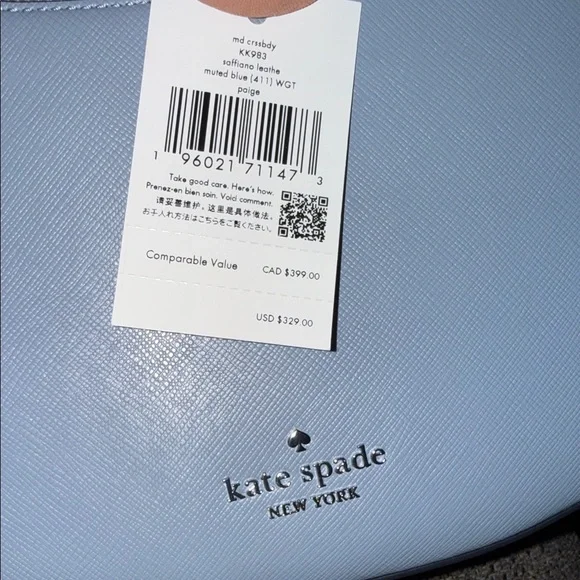 md crssbdy
KK983
saffiano leathe
muted blue (411) WGT
paige
1 96021 71147 3
Take good care. Here's how.
Prenez-en bien soin. Voici comment.
请妥善维护。这里是具体做法。
お手入れ方法はこちらをご覧ください。
Comparable Value CAD $399.00
USD $329.00
kate spade
NEW YORK